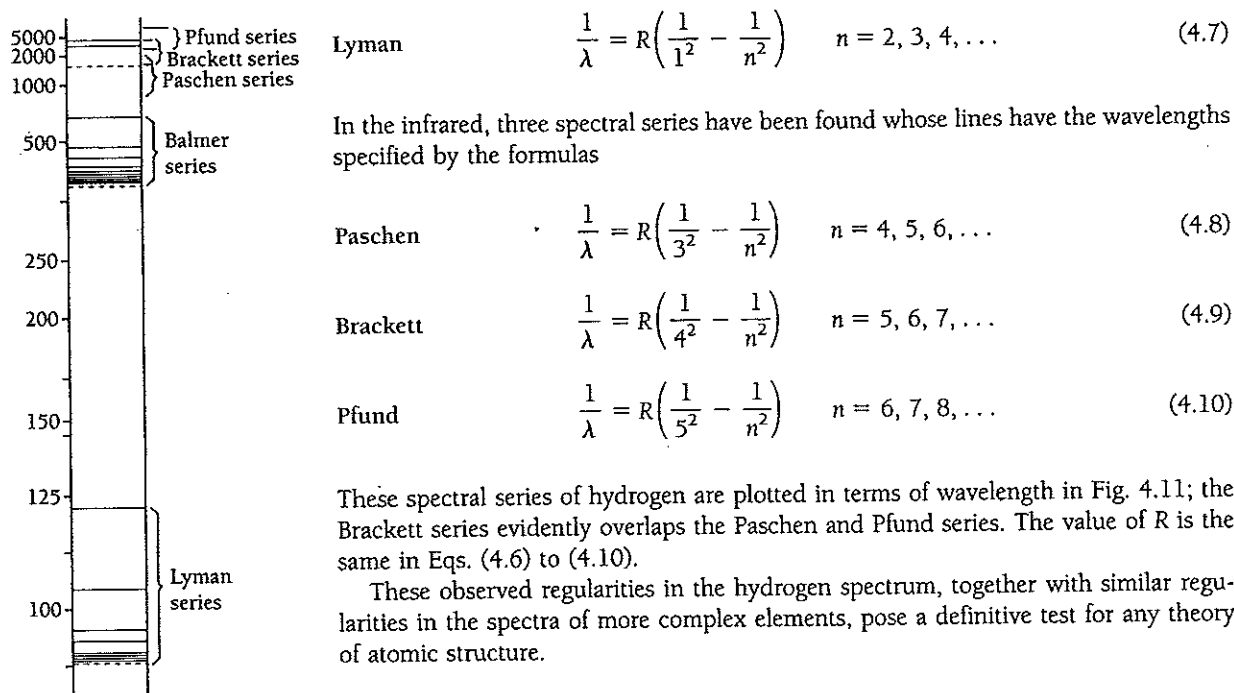 5000
2000
1000
500
250
200
150
125
100
Pfund series
Brackett series
Paschen series
Balmer
series
Lyman
series
Lyman 1/λ = R(1/1² − 1/n²) n = 2, 3, 4, . . . (4.7)
In the infrared, three spectral series have been found whose lines have the wavelengths
specified by the formulas
Paschen 1/λ = R(1/3² − 1/n²) n = 4, 5, 6, . . . (4.8)
Brackett 1/λ = R(1/4² − 1/n²) n = 5, 6, 7, . . . (4.9)
Pfund 1/λ = R(1/5² − 1/n²) n = 6, 7, 8, . . . (4.10)
These spectral series of hydrogen are plotted in terms of wavelength in Fig. 4.11; the
Brackett series evidently overlaps the Paschen and Pfund series. The value of R is the
same in Eqs. (4.6) to (4.10).
These observed regularities in the hydrogen spectrum, together with similar regu-
larities in the spectra of more complex elements, pose a definitive test for any theory
of atomic structure.